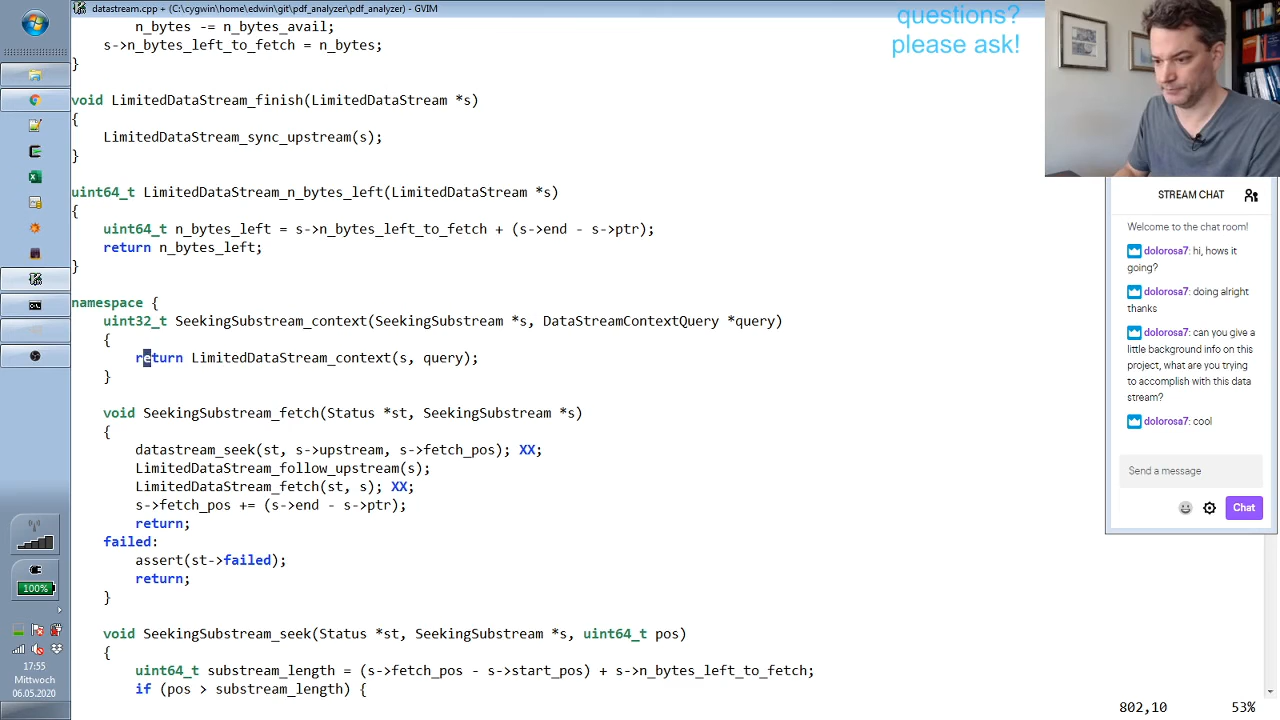 datastream.cpp + (C:\cygwin\home\edwin\git\pdf_analyzer\pdf_analyzer) - GVIM
n_bytes -= n_bytes_avail;
s->n_bytes_left_to_fetch = n_bytes;
}
void LimitedDataStream_finish(LimitedDataStream *s)
{
LimitedDataStream_sync_upstream(s);
}
uint64_t LimitedDataStream_n_bytes_left(LimitedDataStream *s)
{
uint64_t n_bytes_left = s->n_bytes_left_to_fetch + (s->end - s->ptr);
return n_bytes_left;
}
namespace {
uint32_t SeekingSubstream_context(SeekingSubstream *s, DataStreamContextQuery *query)
{
return LimitedDataStream_context(s, query);
}
void SeekingSubstream_fetch(Status *st, SeekingSubstream *s)
{
datastream_seek(st, s->upstream, s->fetch_pos); XX;
LimitedDataStream_follow_upstream(s);
LimitedDataStream_fetch(st, s); XX;
s->fetch_pos += (s->end - s->ptr);
return;
failed:
assert(st->failed);
return;
}
void SeekingSubstream_seek(Status *st, SeekingSubstream *s, uint64_t pos)
{
uint64_t substream_length = (s->fetch_pos - s->start_pos) + s->n_bytes_left_to_fetch;
if (pos > substream_length) {
802,10
53%
questions?
please ask!
STREAM CHAT
Welcome to the chat room!
dolorosa7: hi, hows it
going?
dolorosa7: doing alright
thanks
dolorosa7: can you give a
little background info on this
project, what are you trying
to accomplish with this data
stream?
dolorosa7: cool
Send a message
Chat
100%
17:55
Mittwoch
06.05.2020